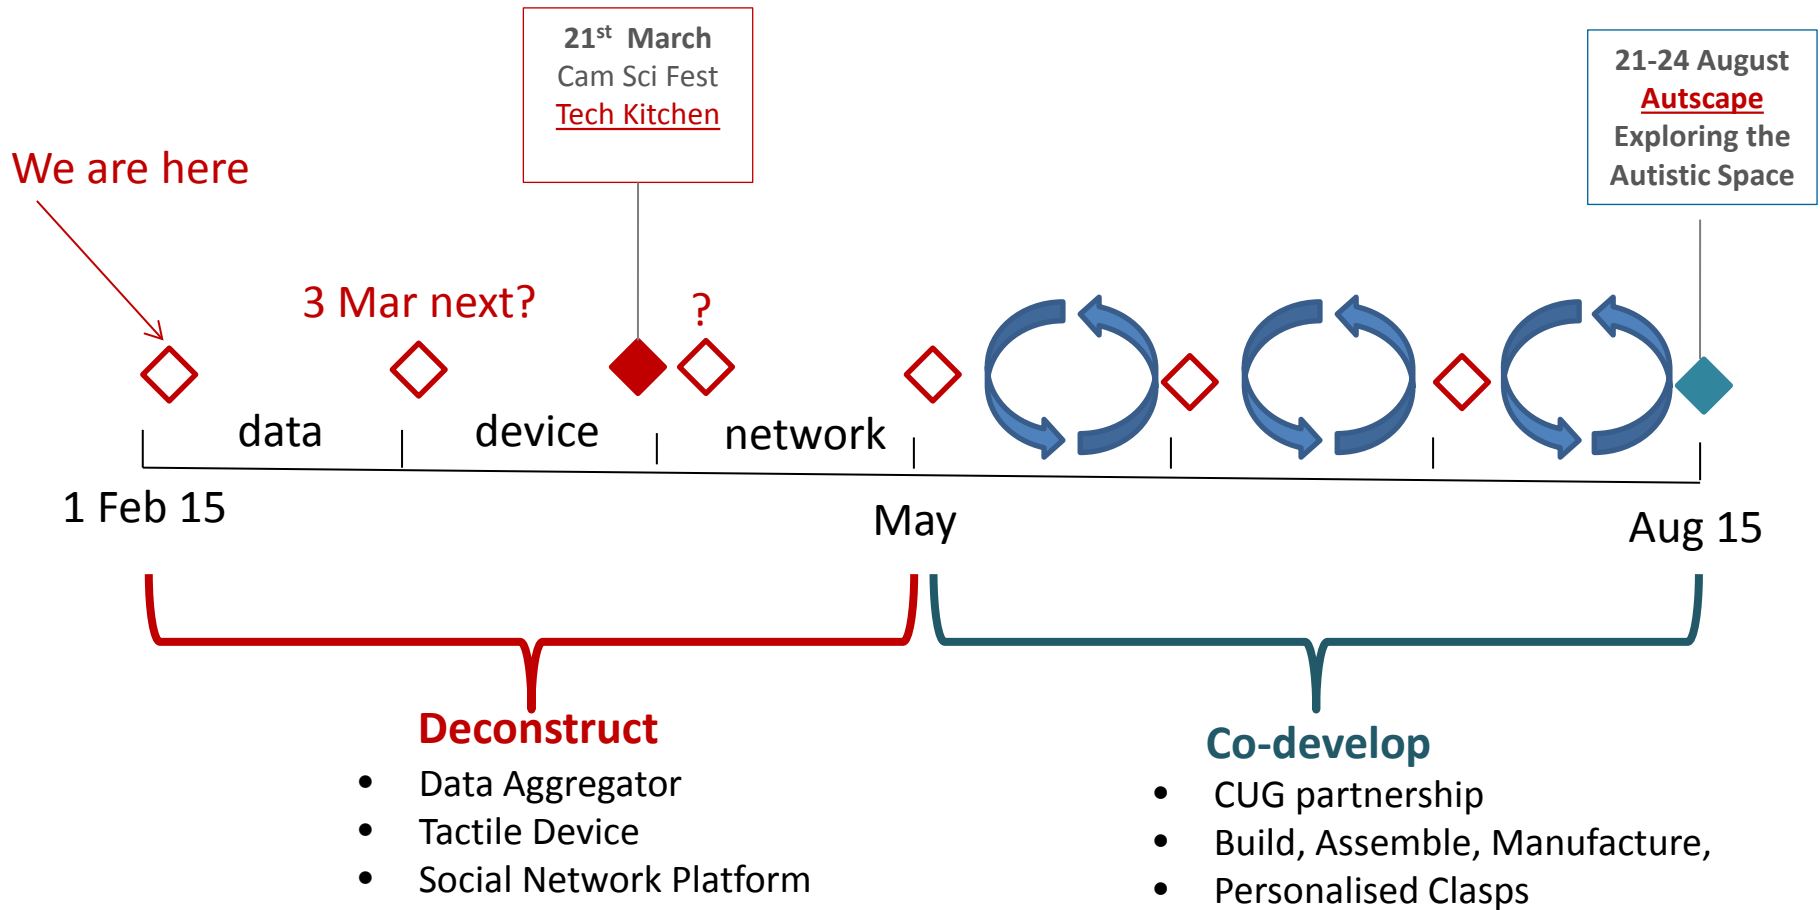 21st March
Cam Sci Fest
Tech Kitchen
21-24 August
Autscape
Exploring the
Autistic Space
We are here
3 Mar next?
?
data
device
network
1 Feb 15
May
Aug 15
Deconstruct
• Data Aggregator
• Tactile Device
• Social Network Platform
Co-develop
• CUG partnership
• Build, Assemble, Manufacture,
• Personalised Clasps